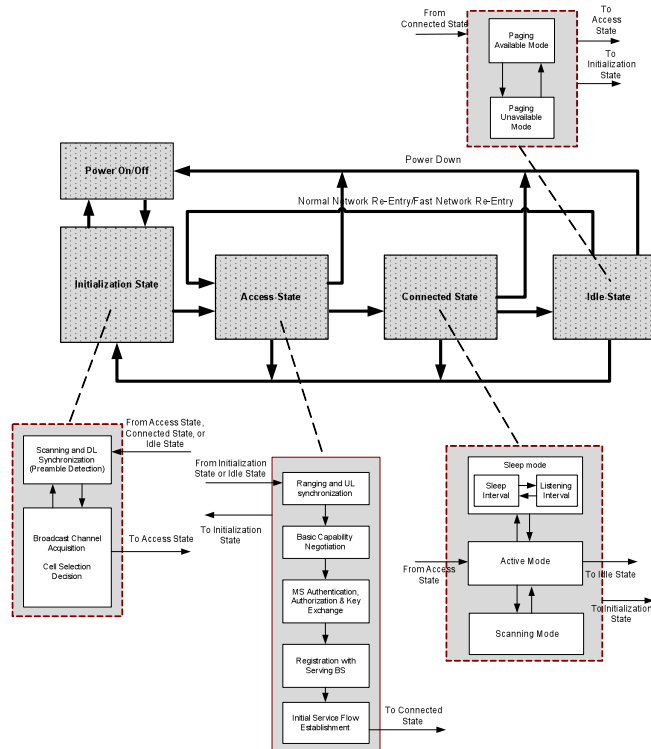 From
Connected State
Paging
Available Mode
Paging
Unavailable
Mode
To
Access
State
To
Initialization
State
Power On/Off
Power Down
Normal Network Re-Entry/Fast Network Re-Entry
Initialization State
Access State
Connected State
Idle State
From Access State,
Connected State, or
Idle State
Scanning and DL
Synchronization
(Preamble Detection)
Broadcast Channel
Acquisition
Cell Selection
Decision
To Access State
From Initialization
State or Idle State
To Initialization
State
Ranging and UL
synchronization
Basic Capability
Negotiation
MS Authentication,
Authorization & Key
Exchange
Registration with
Serving BS
Initial Service Flow
Establishment
To Connected
State
Sleep mode
Sleep
Interval
Listening
Interval
Active Mode
Scanning Mode
From Access
State
To Idle State
To Initialization
State